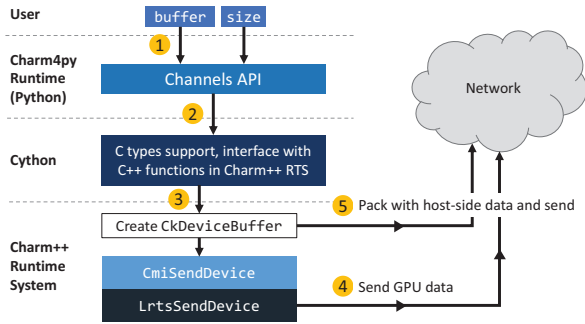 User
buffer
size
1
Charm4py
Runtime
(Python)
Channels API
Network
2
Cython
C types support, interface with
C++ functions in Charm++ RTS
3
5 Pack with host-side data and send
Create CkDeviceBuffer
Charm++
Runtime
System
CmiSendDevice
4 Send GPU data
LrtsSendDevice